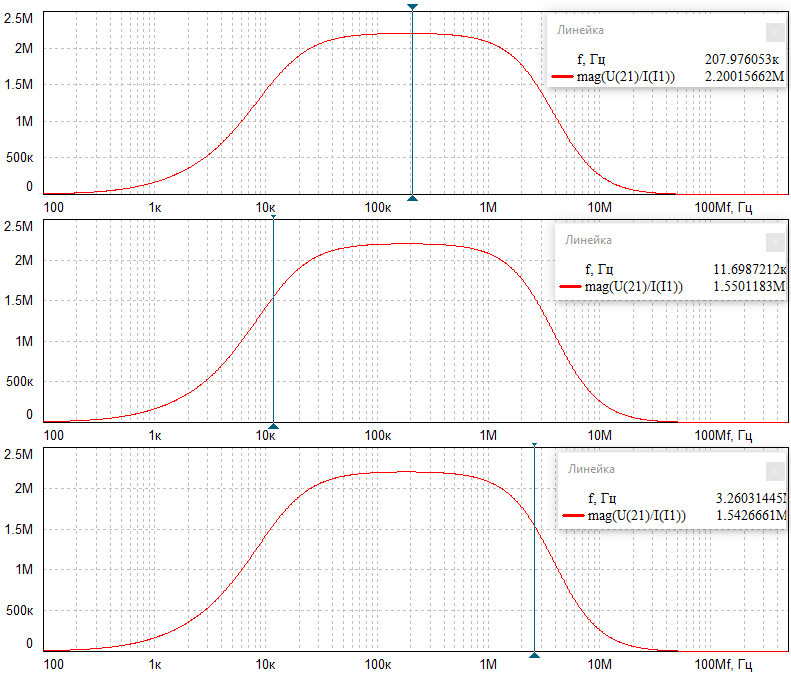 2.5M
2M
1.5M
1M
500к
0
100 1к 10к 100к 1M 10M 100Mf, Гц
Линейка
f, Гц 207.976053к
mag(U(21)/I(I1)) 2.20015662M
2.5M
2M
1.5M
1M
500к
0
100 1к 10к 100к 1M 10M 100Mf, Гц
Линейка
f, Гц 11.6987212к
mag(U(21)/I(I1)) 1.5501183M
2.5M
2M
1.5M
1M
500к
0
100 1к 10к 100к 1M 10M 100Mf, Гц
Линейка
f, Гц 3.26031445M
mag(U(21)/I(I1)) 1.5426661M